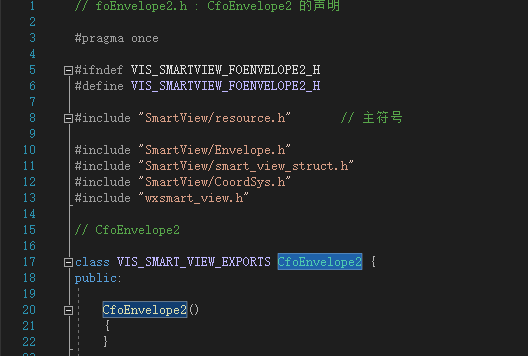 1 // foEnvelope2.h : CfoEnvelope2 的声明
2
3 #pragma once
4
5 #ifndef VIS_SMARTVIEW_FOENVELOPE2_H
6 #define VIS_SMARTVIEW_FOENVELOPE2_H
7
8 #include "SmartView/resource.h" // 主符号
9
10 #include "SmartView/Envelope.h"
11 #include "SmartView/smart_view_struct.h"
12 #include "SmartView/CoordSys.h"
13 #include "wxsmart_view.h"
14
15 // CfoEnvelope2
16
17 class VIS_SMART_VIEW_EXPORTS CfoEnvelope2 {
18 public:
19
20 CfoEnvelope2()
21 {
22 }